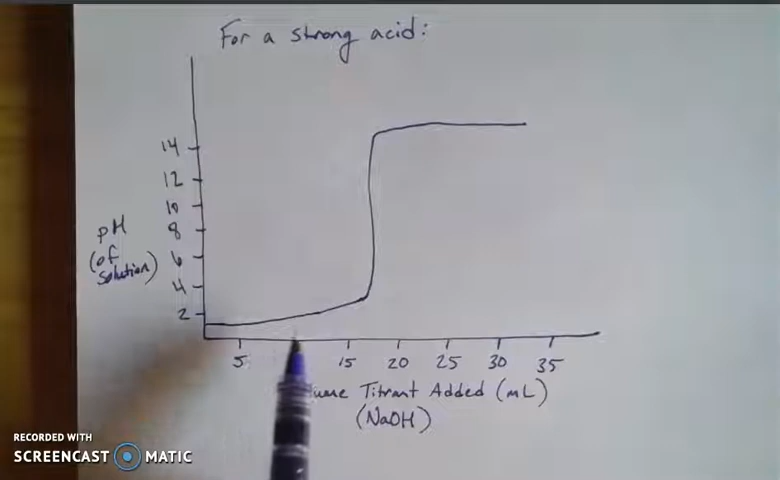 For a strong acid:
14
12
10
8
6
4
2
pH
(of
solution)
5
15
20
25
30
35
Titrant Added (mL)
(NaOH)
RECORDED WITH
SCREENCAST MATIC